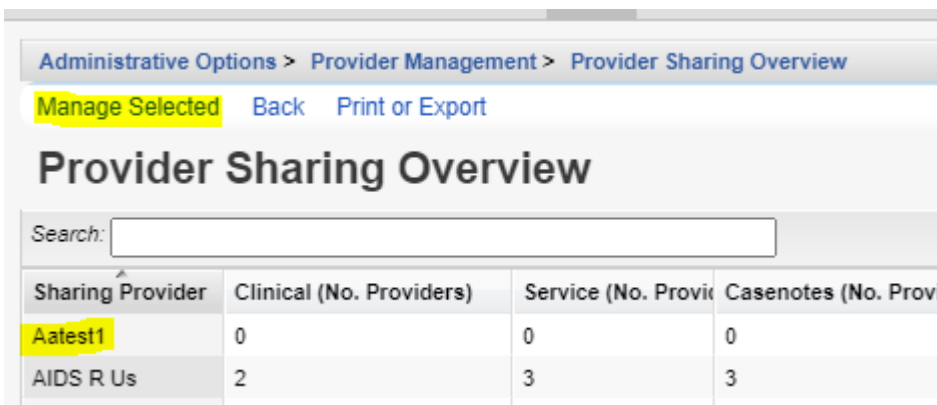 Administrative Options > Provider Management > Provider Sharing Overview
Manage Selected Back Print or Export
Provider Sharing Overview
Search:
Sharing Provider Clinical (No. Providers) Service (No. Provid Casenotes (No. Prov
Aatest1 0 0 0
AIDS R Us 2 3 3